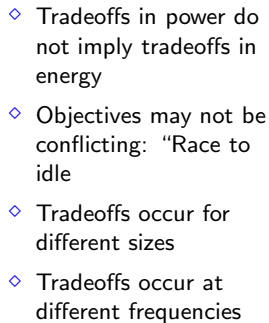 Tradeoffs in power do
not imply tradeoffs in
energy
Objectives may not be
conflicting: “Race to
idle
Tradeoffs occur for
different sizes
Tradeoffs occur at
different frequencies